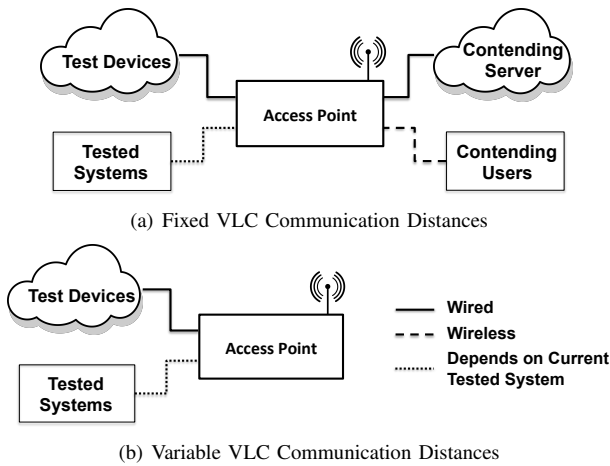 Test Devices
Contending
Server
Access Point
Tested
Systems
Contending
Users
(a) Fixed VLC Communication Distances
Test Devices
Access Point
Tested
Systems
Wired
Wireless
Depends on Current
Tested System
(b) Variable VLC Communication Distances